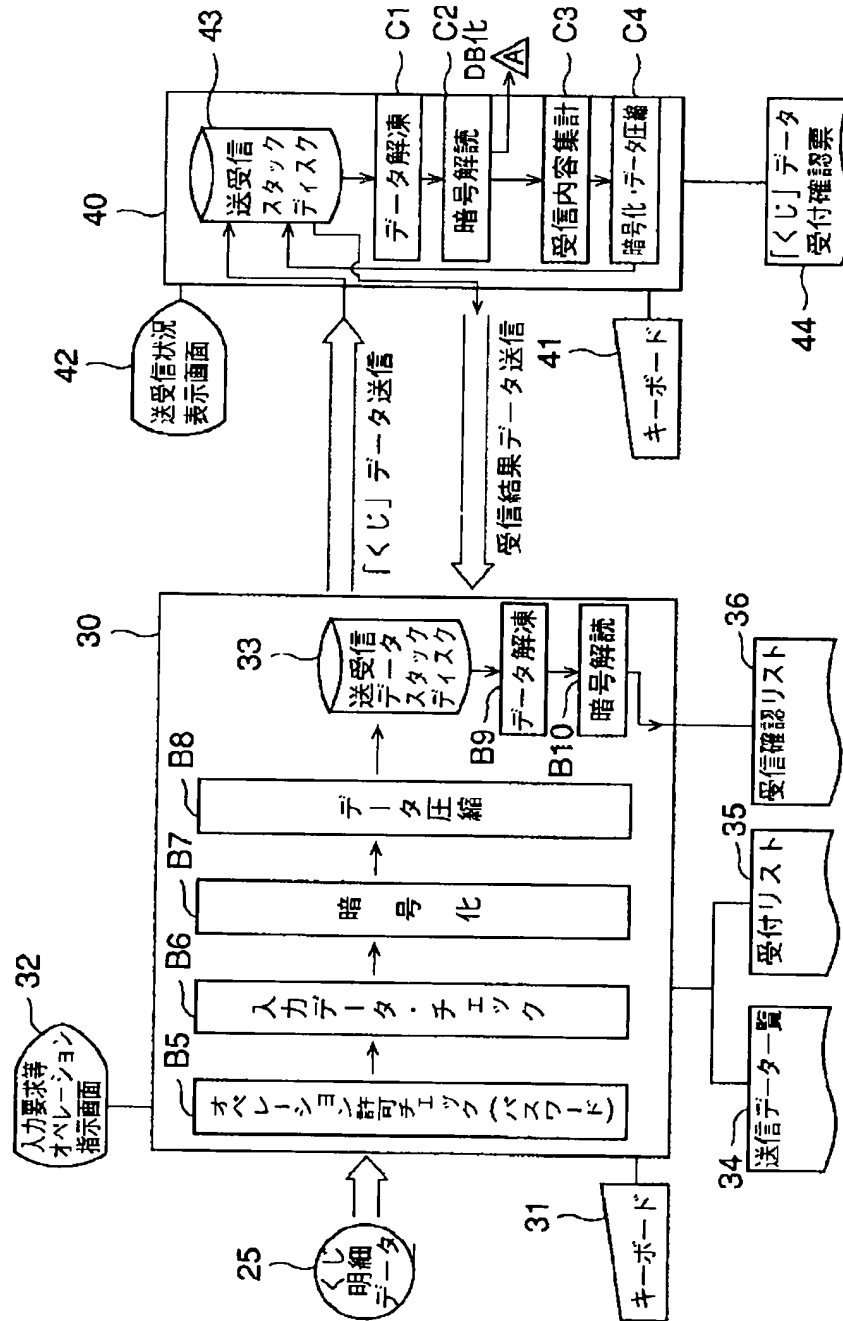 25
くじ
明細
データ
32
入力要求等
オペレーション
指示画面
30
B5
オペレーション許可チェック(パスワード)
B6
入力データ・チェック
B7
暗号化
B8
データ圧縮
33
送受信
データ
スタック
ディスク
B9
データ解凍
B10
暗号解読
31
キーボード
34
送信データ一覧
35
受付リスト
36
受信確認リスト
「くじ」データ送信
受信結果データ送信
42
送受信状況
表示画面
40
43
送受信
スタック
ディスク
C1
データ解凍
C2
暗号解読
DB化
A
C3
受信内容集計
C4
暗号化・データ圧縮
41
キーボード
44
「くじ」データ
受付確認票